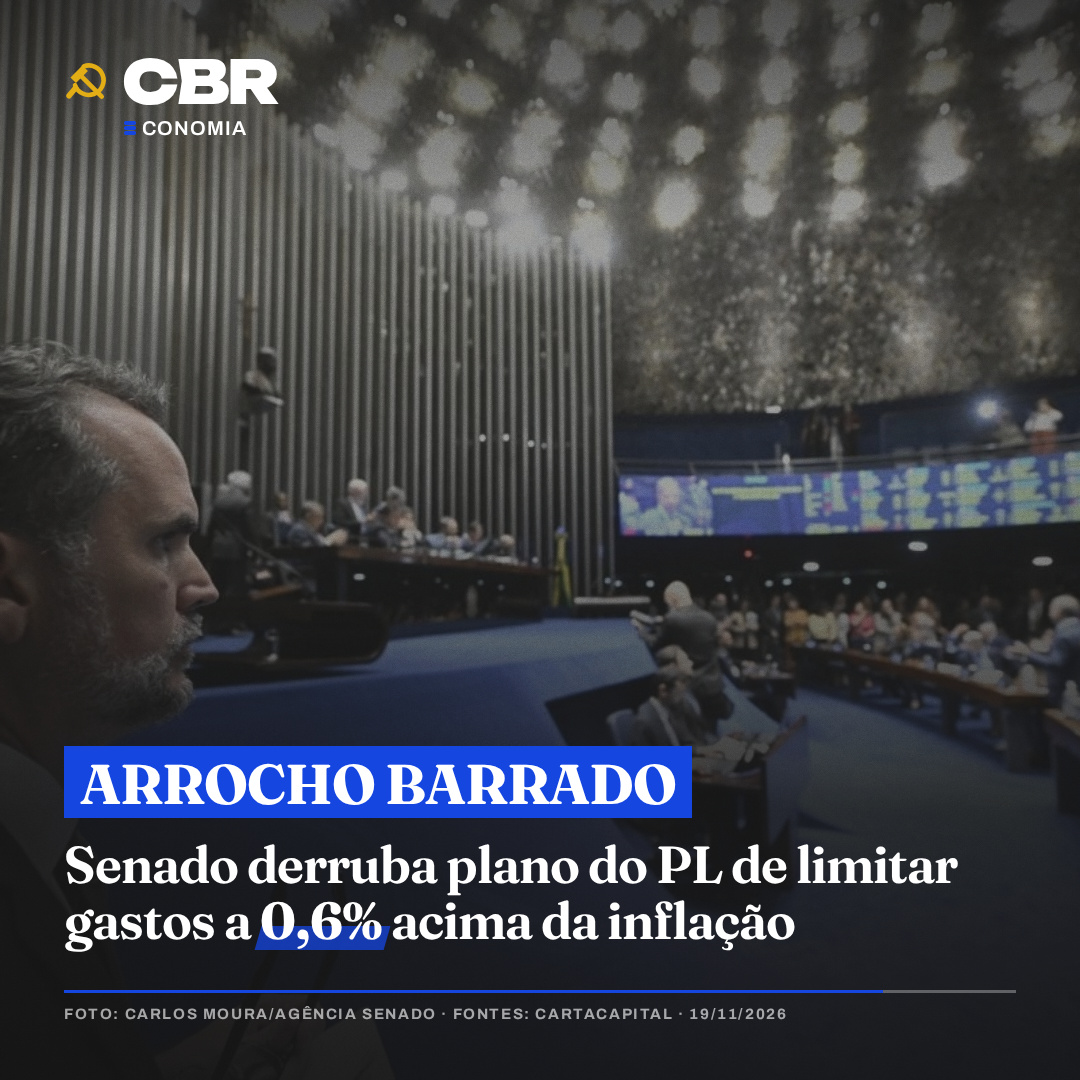 CBR
ECONOMIA
ARROCHO BARRADO
Senado derruba plano do PL de limitar
gastos a 0,6% acima da inflação
FOTO: CARLOS MOURA/AGÊNCIA SENADO · FONTES: CARTACAPITAL · 19/11/2026